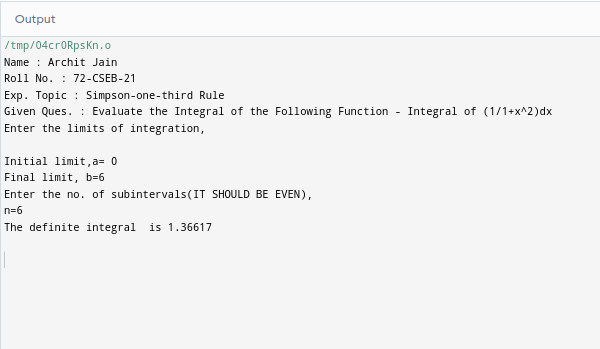 Output
/tmp/O4crORpsKn.o
Name : Archit Jain
Roll No. : 72-CSEB-21
Exp. Topic : Simpson-one-third Rule
Given Ques. : Evaluate the Integral of the Following Function - Integral of (1/1+x^2)dx
Enter the limits of integration,
Initial limit,a= 0
Final limit, b=6
Enter the no. of subintervals(IT SHOULD BE EVEN),
n=6
The definite integral  is 1.36617